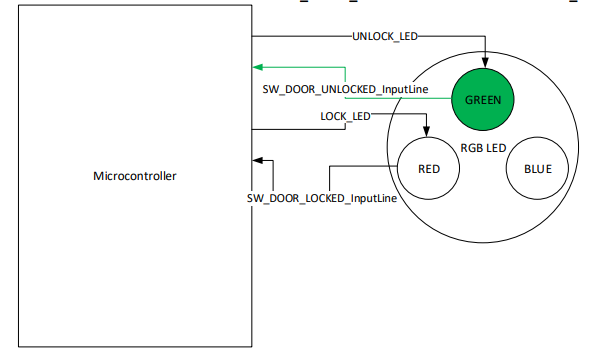 UNLOCK_LED
SW_DOOR_UNLOCKED_InputLine
GREEN
LOCK_LED
RGB LED
Microcontroller
RED
BLUE
SW_DOOR_LOCKED_InputLine